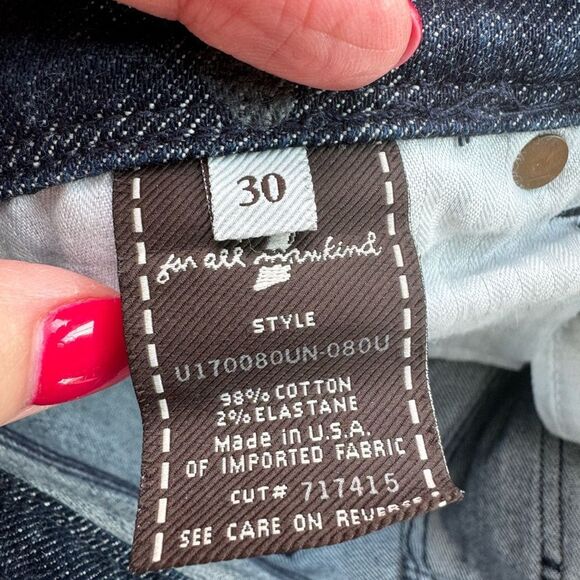 30
for all mankind
STYLE
U170080UN-080U
98% COTTON
2% ELASTANE
Made in U.S.A.
OF IMPORTED FABRIC
CUT# 717415
SEE CARE ON REVERSE